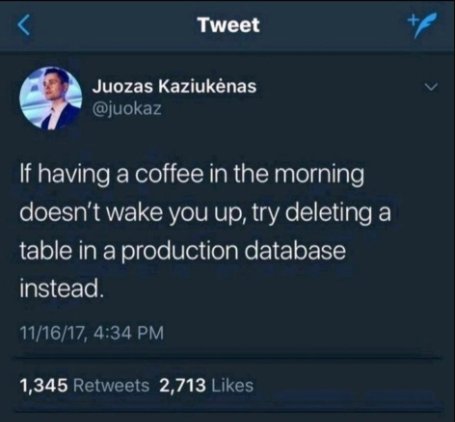 Tweet
Juozas Kaziukėnas
@juokaz
If having a coffee in the morning
doesn't wake you up, try deleting a
table in a production database
instead.
11/16/17, 4:34 PM
1,345 Retweets 2,713 Likes